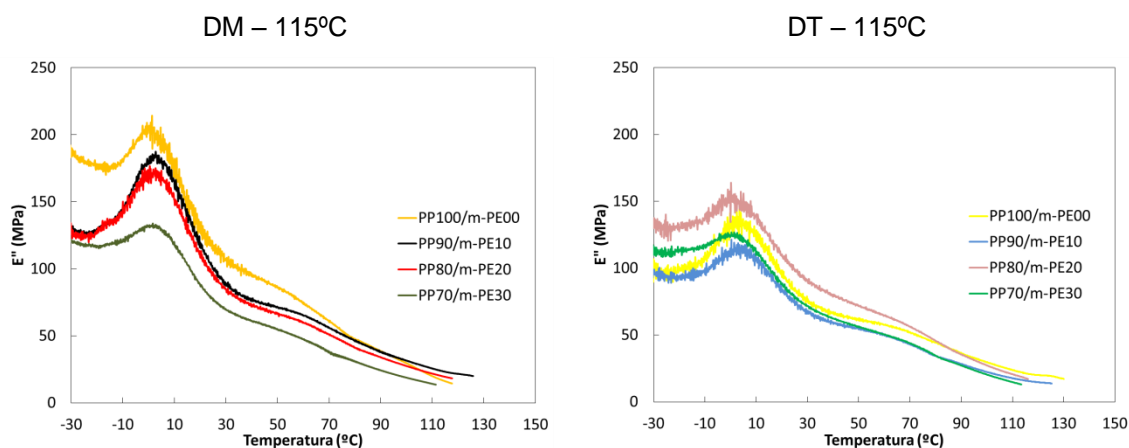 DM – 115ºC
250
200
150
100
50
0
E" (MPa)
-30 -10 10 30 50 70 90 110 130 150
Temperatura (ºC)
PP100/m-PE00
PP90/m-PE10
PP80/m-PE20
PP70/m-PE30
DT – 115ºC
250
200
150
100
50
0
E" (MPa)
-30 -10 10 30 50 70 90 110 130 150
Temperatura (ºC)
PP100/m-PE00
PP90/m-PE10
PP80/m-PE20
PP70/m-PE30